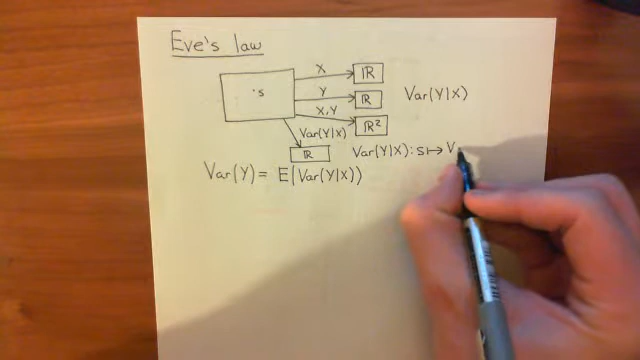 Eve's law
X
ℝ
·s
Y
ℝ
Var(Y|X)
X,Y
ℝ²
Var(Y|X)
ℝ
Var(Y|X): s↦ V
Var(Y) = E(Var(Y|X))